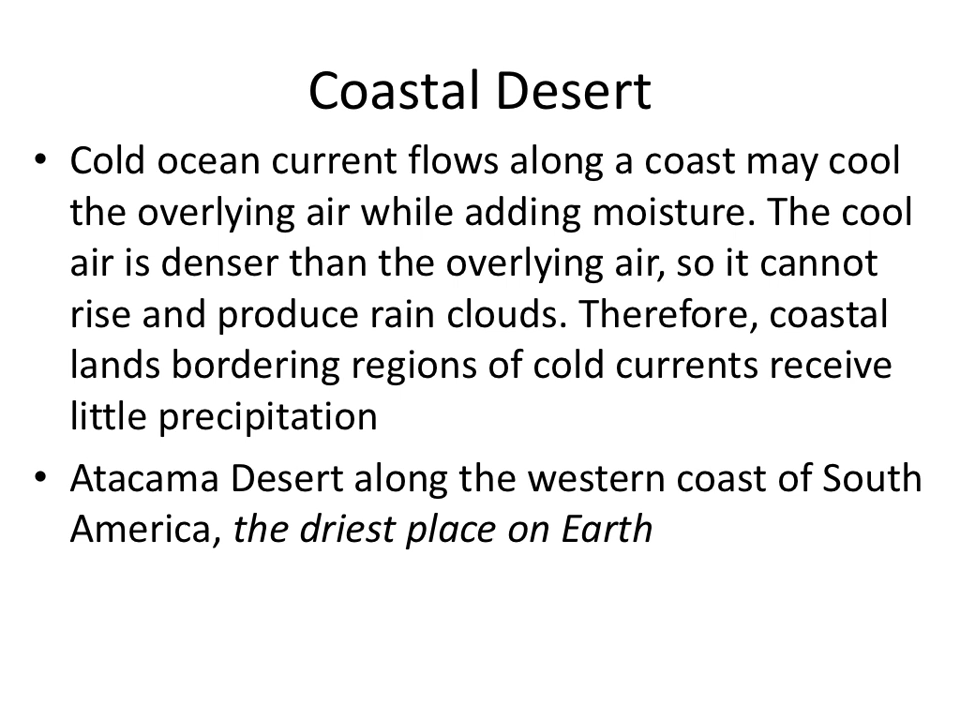 Coastal Desert
• Cold ocean current flows along a coast may cool
the overlying air while adding moisture. The cool
air is denser than the overlying air, so it cannot
rise and produce rain clouds. Therefore, coastal
lands bordering regions of cold currents receive
little precipitation
• Atacama Desert along the western coast of South
America, the driest place on Earth